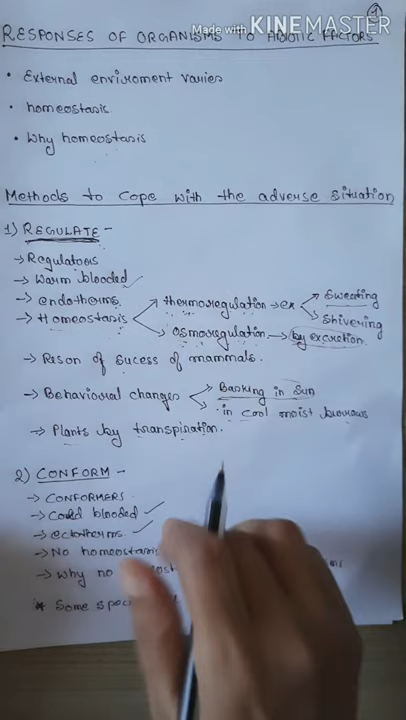 ①
Made with KINEMASTER
RESPONSES OF ORGANISMS TO ABIOTIC FACTORS
• External enviroment varies
• homeostasis
• Why homeostasis
Methods to cope with the adverse situation
1) REGULATE -
→ Regulators
→ Warm blooded ✓
→ endotherms.
→ Homeostasis
thermoregulation → ex
Sweating
Shivering
Osmoregulation → by excretion.
→ Reson of sucess of mammals.
→ Behavioural changes
Basking in sun
in cool moist burrows
→ Plants by transpiration.
2) CONFORM -
→ CONFORMERS
→ Could blooded ✓
→ ectotherms. ✓
→ No homeostasis
→ Why no
* Some